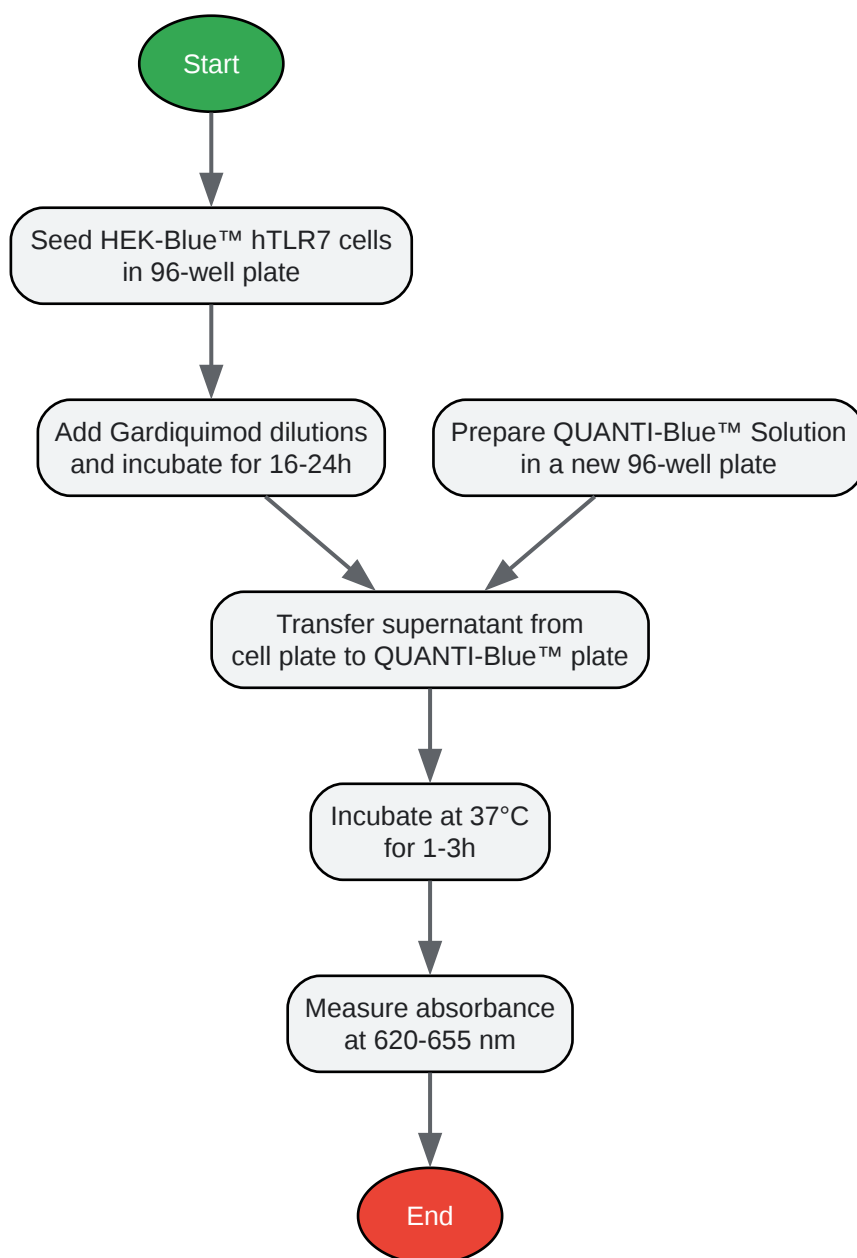 Start
Seed HEK-Blue™ hTLR7 cells
in 96-well plate
Add Gardiquimod dilutions
and incubate for 16-24h
Prepare QUANTI-Blue™ Solution
in a new 96-well plate
Transfer supernatant from
cell plate to QUANTI-Blue™ plate
Incubate at 37°C
for 1-3h
Measure absorbance
at 620-655 nm
End